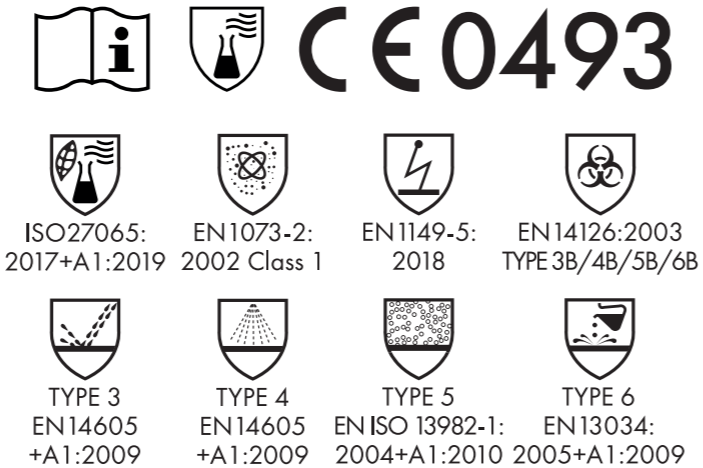 i
CE 0493
ISO27065:
2017+A1:2019
EN1073-2:
2002 Class 1
EN1149-5:
2018
EN14126:2003
TYPE 3B/4B/5B/6B
TYPE 3
EN14605
+A1:2009
TYPE 4
EN14605
+A1:2009
TYPE 5
EN ISO 13982-1:
2004+A1:2010
TYPE 6
EN13034:
2005+A1:2009